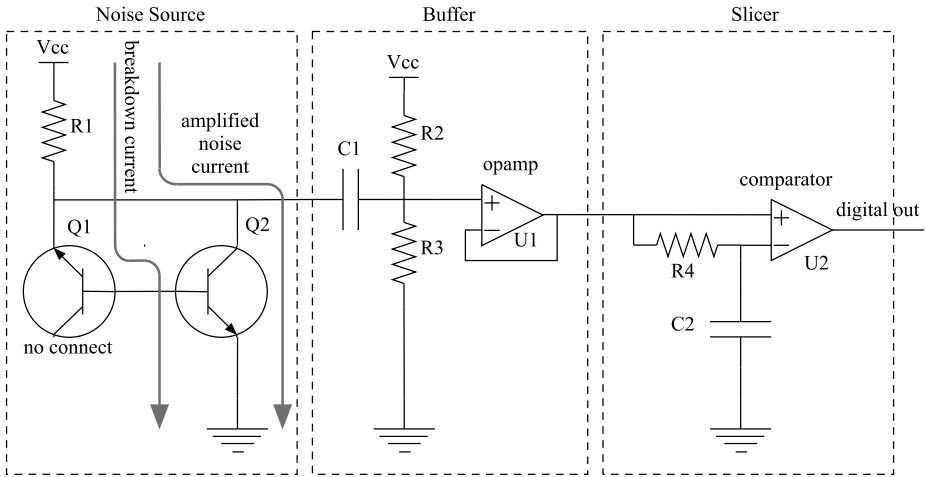 Noise Source
Buffer
Slicer
Vcc
breakdown current
R1
amplified
noise
current
Q1
Q2
no connect
C1
Vcc
R2
R3
opamp
+
−
U1
comparator
+
−
U2
digital out
R4
C2